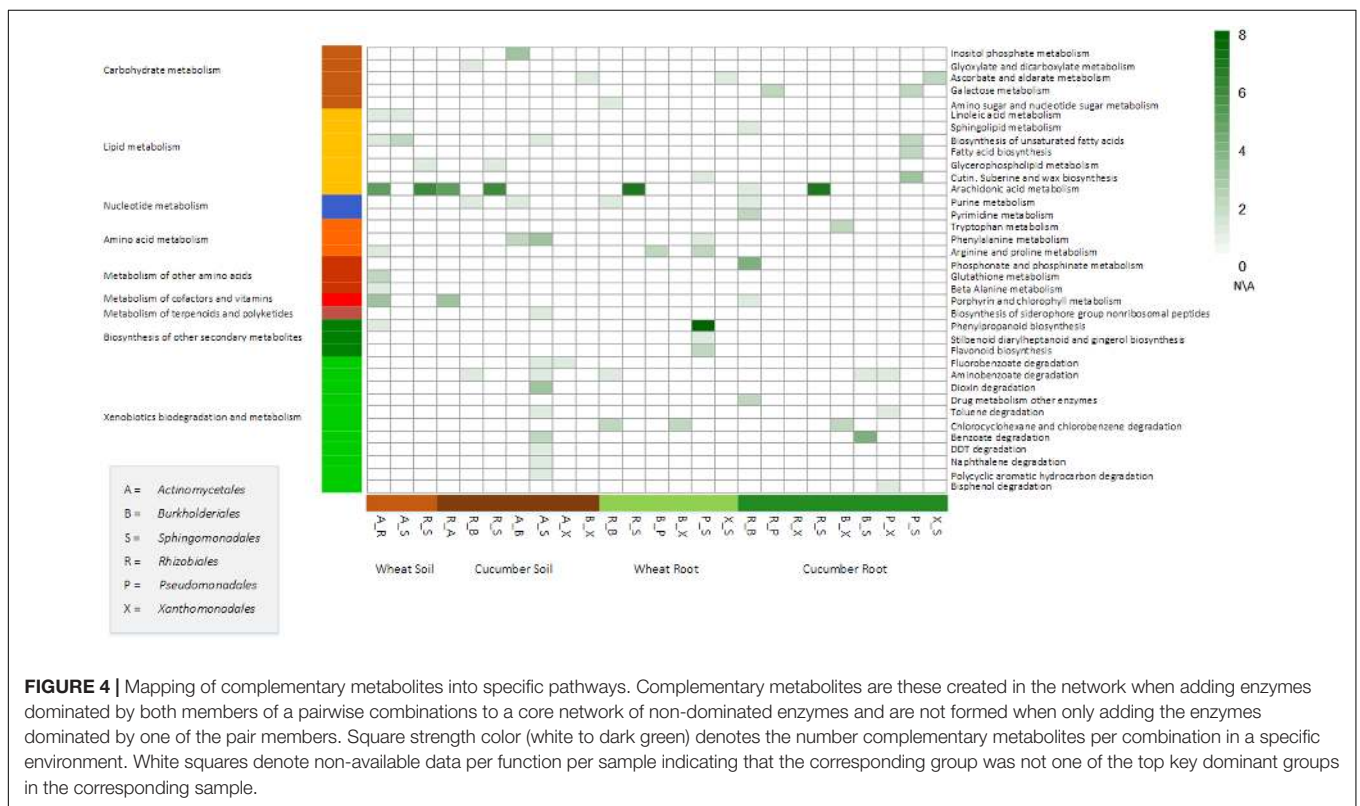 Carbohydrate metabolism
Lipid metabolism
Nucleotide metabolism
Amino acid metabolism
Metabolism of other amino acids
Metabolism of cofactors and vitamins
Metabolism of terpenoids and polyketides
Biosynthesis of other secondary metabolites
Xenobiotics biodegradation and metabolism
Inositol phosphate metabolism
Glyoxylate and dicarboxylate metabolism
Ascorbate and aldarate metabolism
Galactose metabolism
Amino sugar and nucleotide sugar metabolism
Linoleic acid metabolism
Sphingolipid metabolism
Biosynthesis of unsaturated fatty acids
Fatty acid biosynthesis
Glycerophospholipid metabolism
Cutin, Suberine and wax biosynthesis
Arachidonic acid metabolism
Purine metabolism
Pyrimidine metabolism
Tryptophan metabolism
Phenylalanine metabolism
Arginine and proline metabolism
Phosphonate and phosphinate metabolism
Glutathione metabolism
Beta Alanine metabolism
Porphyrin and chlorophyll metabolism
Biosynthesis of siderophore group nonribosomal peptides
Phenylpropanoid biosynthesis
Stilbenoid diarylheptanoid and gingerol biosynthesis
Flavonoid biosynthesis
Fluorobenzoate degradation
Aminobenzoate degradation
Dioxin degradation
Drug metabolism other enzymes
Toluene degradation
Chlorocyclohexane and chlorobenzene degradation
Benzoate degradation
DDT degradation
Naphthalene degradation
Polycyclic aromatic hydrocarbon degradation
Bisphenol degradation
8
6
4
2
0
N\A
A_R A_S R_S R_A R_B R_S A_B A_S A_X B_X R_B R_S B_P B_X P_S X_S R_B R_P R_X R_S B_X B_S P_X P_S X_S
Wheat Soil Cucumber Soil Wheat Root Cucumber Root
A = Actinomycetales
B = Burkholderiales
S = Sphingomonadales
R = Rhizobiales
P = Pseudomonadales
X = Xanthomonadales
FIGURE 4 | Mapping of complementary metabolites into specific pathways. Complementary metabolites are these created in the network when adding enzymes
dominated by both members of a pairwise combinations to a core network of non-dominated enzymes and are not formed when only adding the enzymes
dominated by one of the pair members. Square strength color (white to dark green) denotes the number complementary metabolites per combination in a specific
environment. White squares denote non-available data per function per sample indicating that the corresponding group was not one of the top key dominant groups
in the corresponding sample.